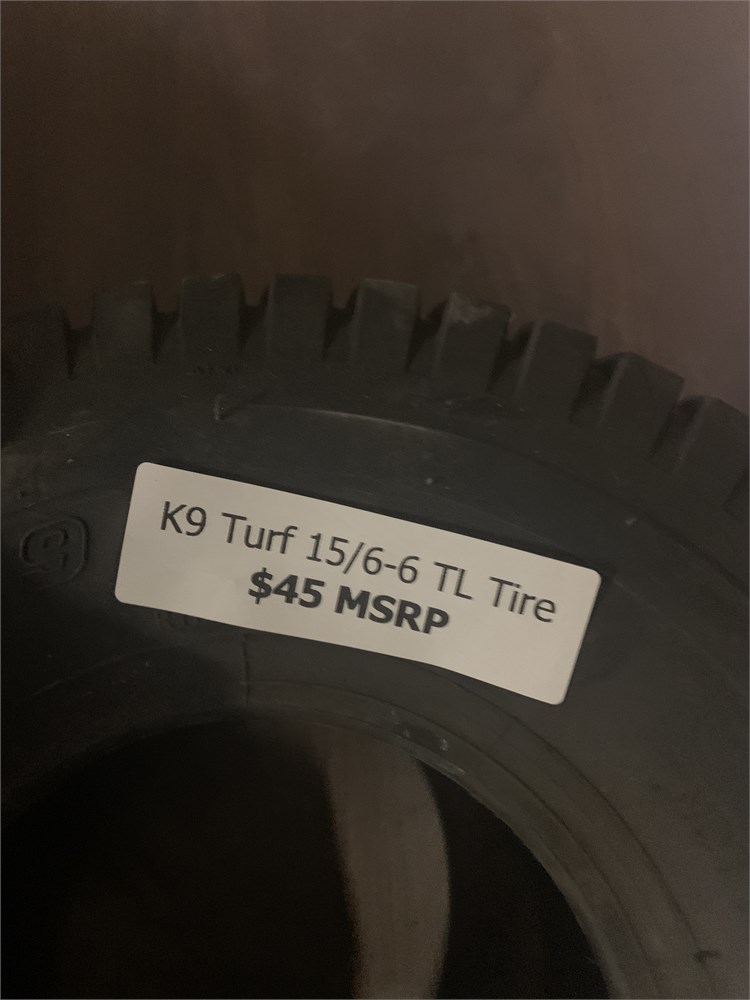 K9 Turf 15/6-6 TL Tire
$45 MSRP